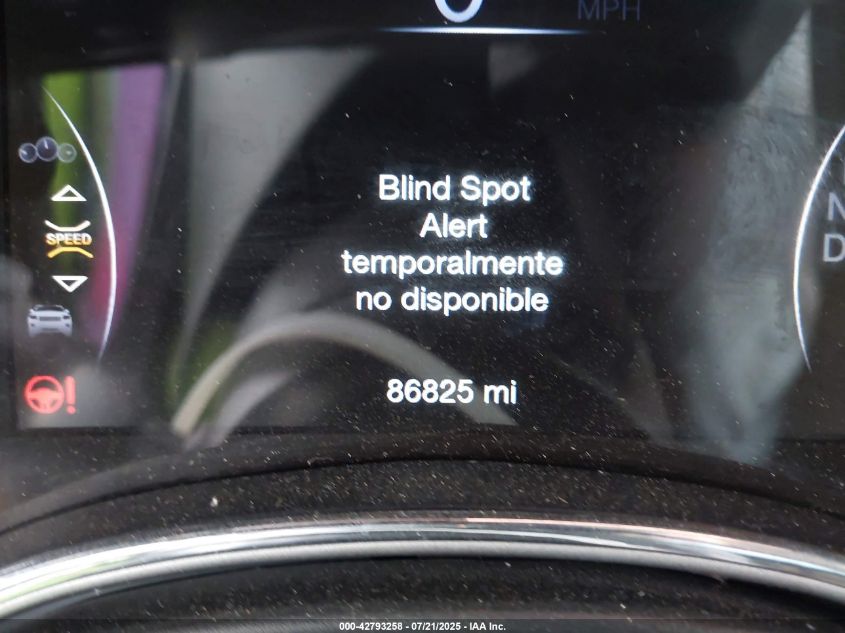 MPH
Blind Spot
Alert
temporalmente
no disponible
SPEED
86825 mi
N
D
000-42793258 - 07/21/2025 - IAA Inc.